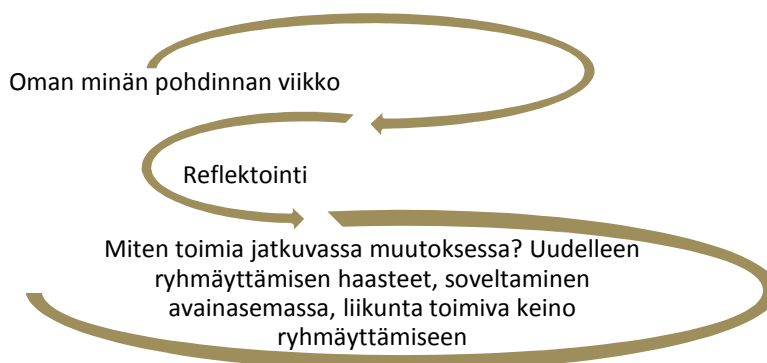 Oman minän pohdinnan viikko
Reflektointi
Miten toimia jatkuvassa muutoksessa? Uudelleen
ryhmäyttämisen haasteet, soveltaminen
avainasemassa, liikunta toimiva keino
ryhmäyttämiseen